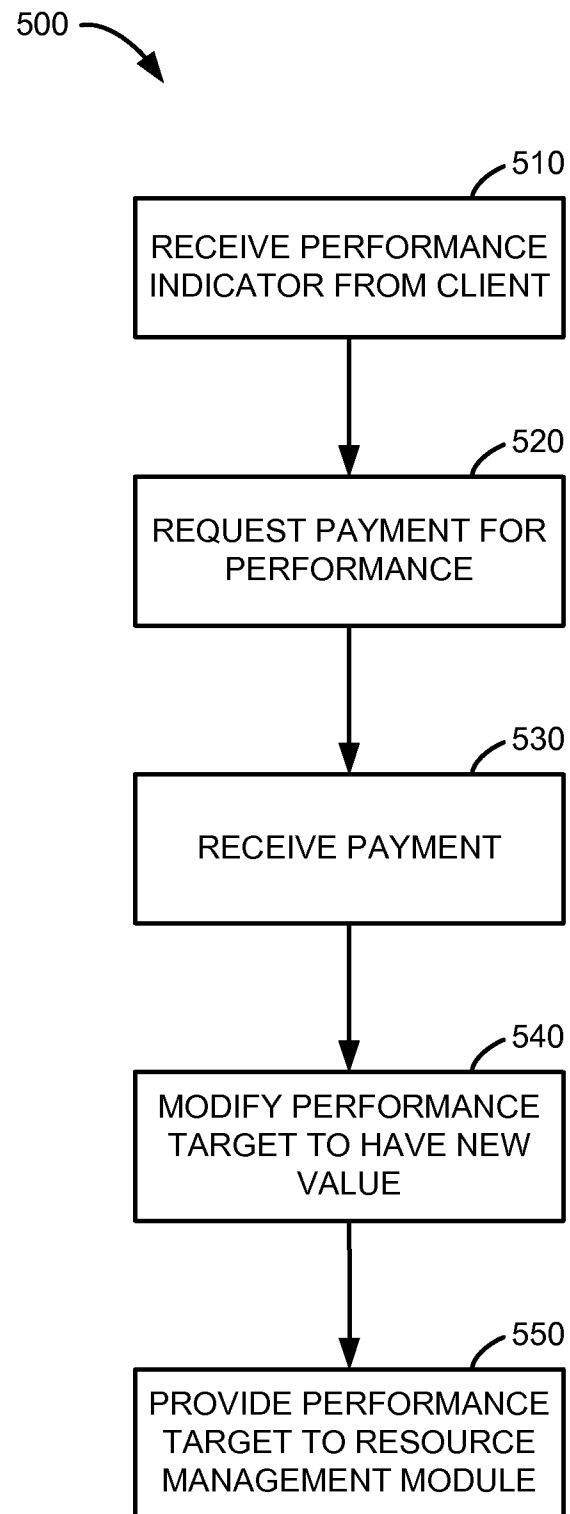 500
510
RECEIVE PERFORMANCE
INDICATOR FROM CLIENT
520
REQUEST PAYMENT FOR
PERFORMANCE
530
RECEIVE PAYMENT
540
MODIFY PERFORMANCE
TARGET TO HAVE NEW
VALUE
550
PROVIDE PERFORMANCE
TARGET TO RESOURCE
MANAGEMENT MODULE